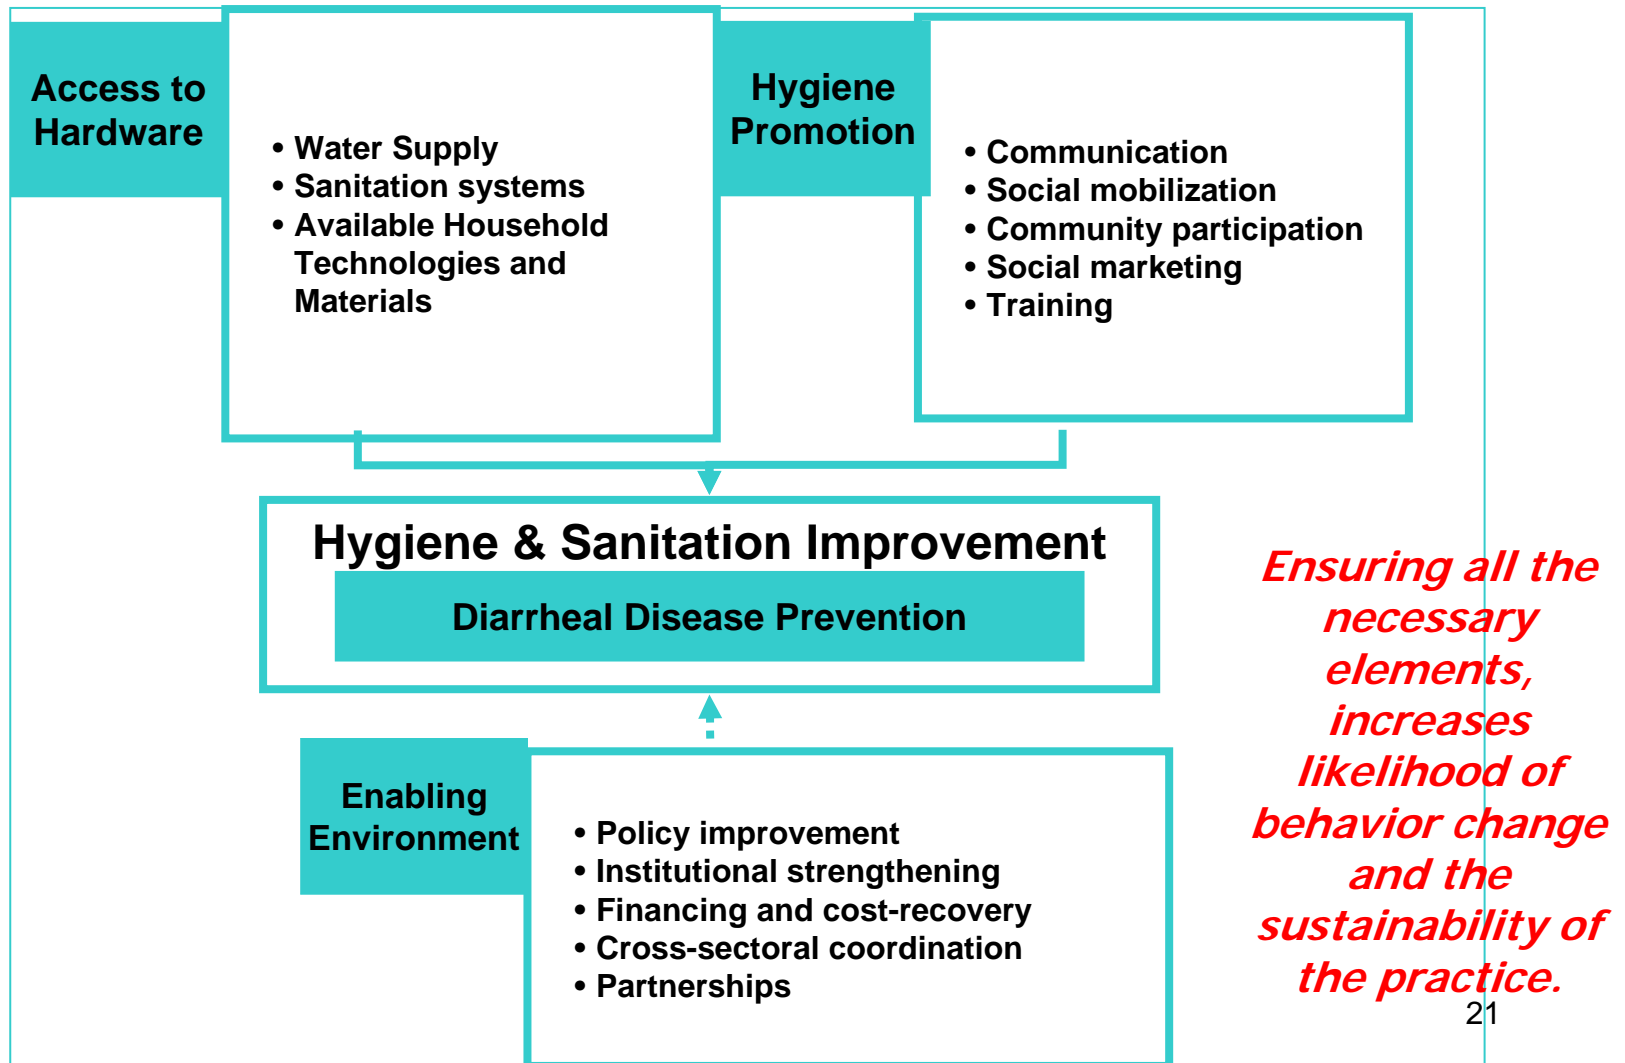 Access to
Hardware
• Water Supply
• Sanitation systems
• Available Household
Technologies and
Materials
Hygiene
Promotion
• Communication
• Social mobilization
• Community participation
• Social marketing
• Training
Hygiene & Sanitation Improvement
Diarrheal Disease Prevention
Enabling
Environment
• Policy improvement
• Institutional strengthening
• Financing and cost-recovery
• Cross-sectoral coordination
• Partnerships
Ensuring all the
necessary
elements,
increases
likelihood of
behavior change
and the
sustainability of
the practice.
21